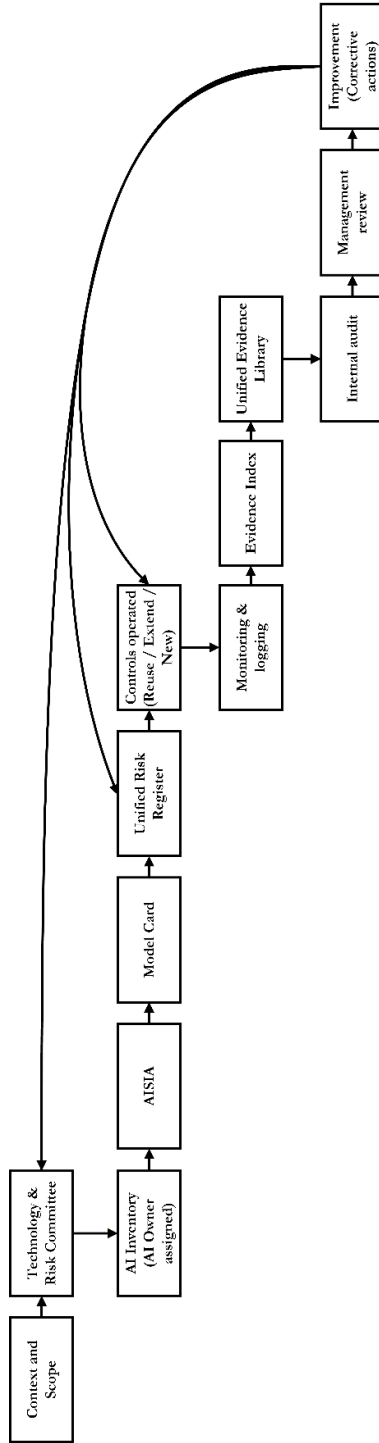 Context and
Scope
Technology &
Risk Committee
AI Inventory
(AI Owner
assigned)
AISIA
Model Card
Unified Risk
Register
Controls operated
(Reuse / Extend /
New)
Monitoring &
logging
Evidence Index
Unified Evidence
Library
Internal audit
Management
review
Improvement
(Corrective
actions)